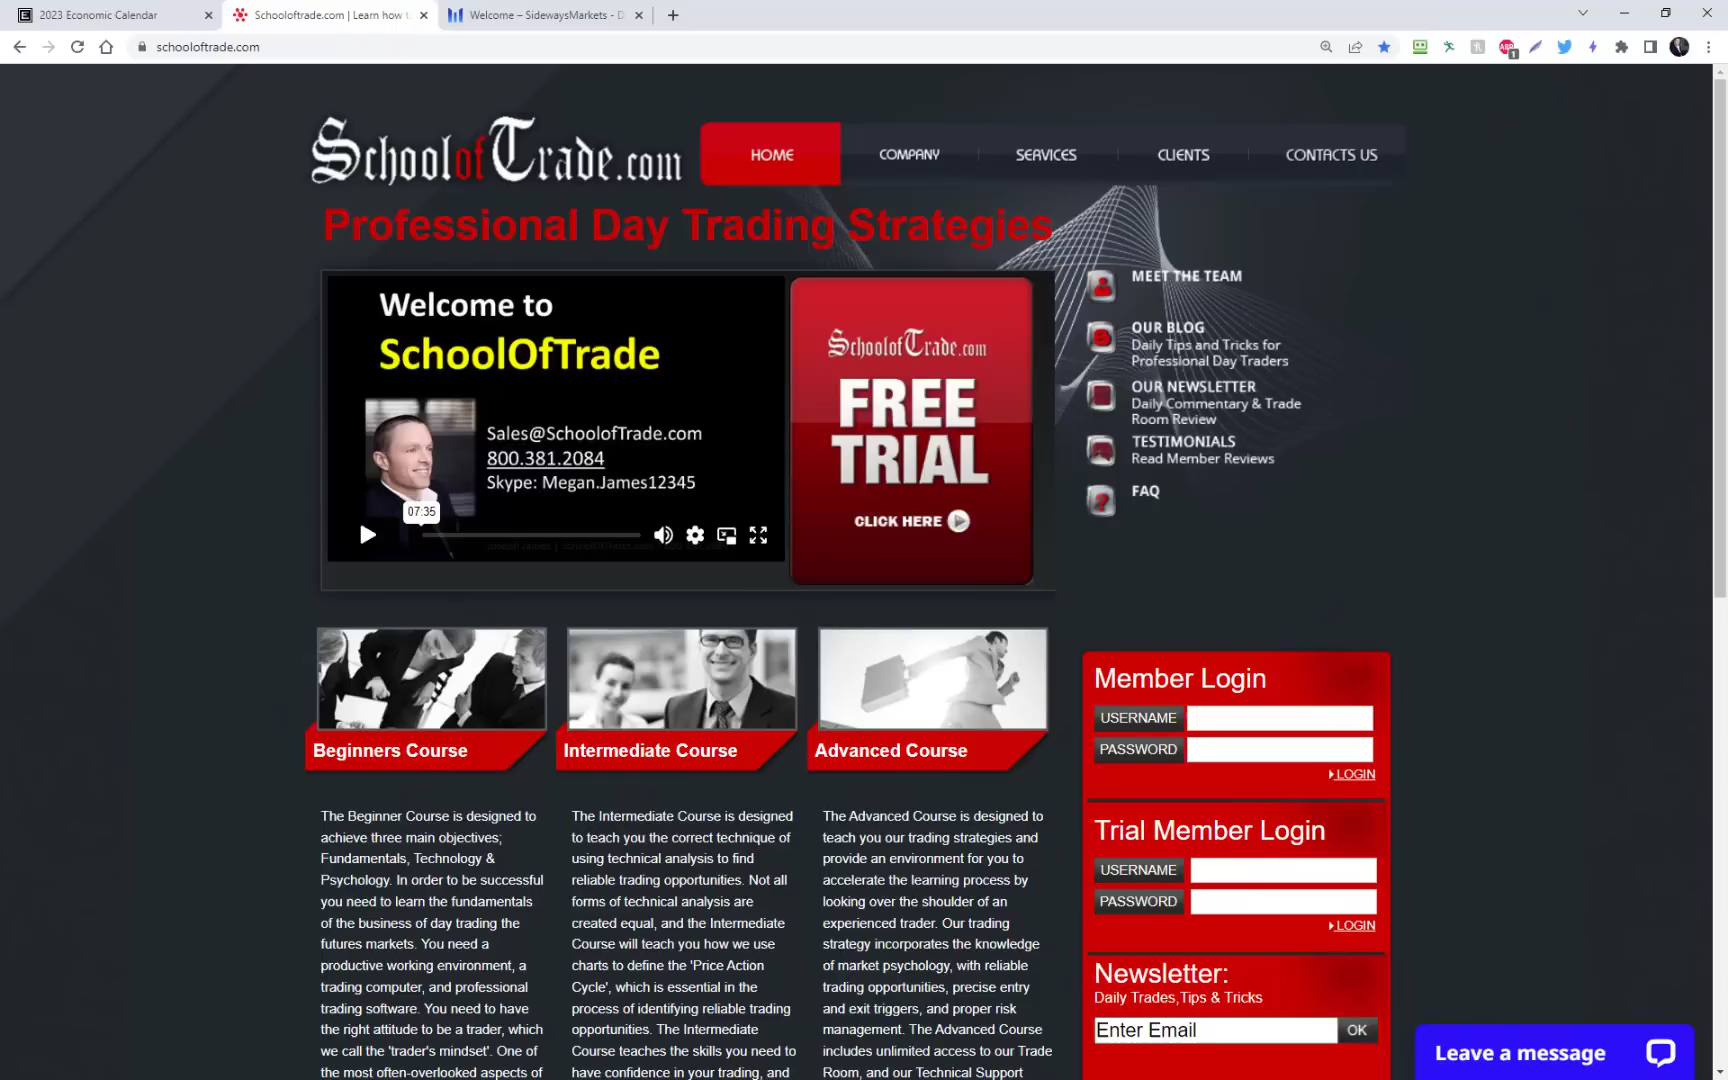 2023 Economic Calendar
Schooloftrade.com | Learn how t
Welcome – SidewaysMarkets - D
schooloftrade.com
ABP
1
SchoolofTrade.com
HOME
COMPANY
SERVICES
CLIENTS
CONTACTS US
Professional Day Trading Strategies
Welcome to
SchoolOfTrade
Sales@SchoolofTrade.com
800.381.2084
Skype: Megan.James12345
07:35
SchoolofTrade.com
FREE
TRIAL
CLICK HERE
MEET THE TEAM
OUR BLOG
Daily Tips and Tricks for
Professional Day Traders
OUR NEWSLETTER
Daily Commentary & Trade
Room Review
TESTIMONIALS
Read Member Reviews
FAQ
Beginners Course
The Beginner Course is designed to
achieve three main objectives;
Fundamentals, Technology &
Psychology. In order to be successful
you need to learn the fundamentals
of the business of day trading the
futures markets. You need a
productive working environment, a
trading computer, and professional
trading software. You need to have
the right attitude to be a trader, which
we call the 'trader's mindset'. One of
the most often-overlooked aspects of
Intermediate Course
The Intermediate Course is designed
to teach you the correct technique of
using technical analysis to find
reliable trading opportunities. Not all
forms of technical analysis are
created equal, and the Intermediate
Course will teach you how we use
charts to define the 'Price Action
Cycle', which is essential in the
process of identifying reliable trading
opportunities. The Intermediate
Course teaches the skills you need to
have confidence in your trading, and
Advanced Course
The Advanced Course is designed to
teach you our trading strategies and
provide an environment for you to
accelerate the learning process by
looking over the shoulder of an
experienced trader. Our trading
strategy incorporates the knowledge
of market psychology, with reliable
trading opportunities, precise entry
and exit triggers, and proper risk
management. The Advanced Course
includes unlimited access to our Trade
Room, and our Technical Support
Member Login
USERNAME
PASSWORD
LOGIN
Trial Member Login
USERNAME
PASSWORD
LOGIN
Newsletter:
Daily Trades,Tips & Tricks
Enter Email
OK
Leave a message